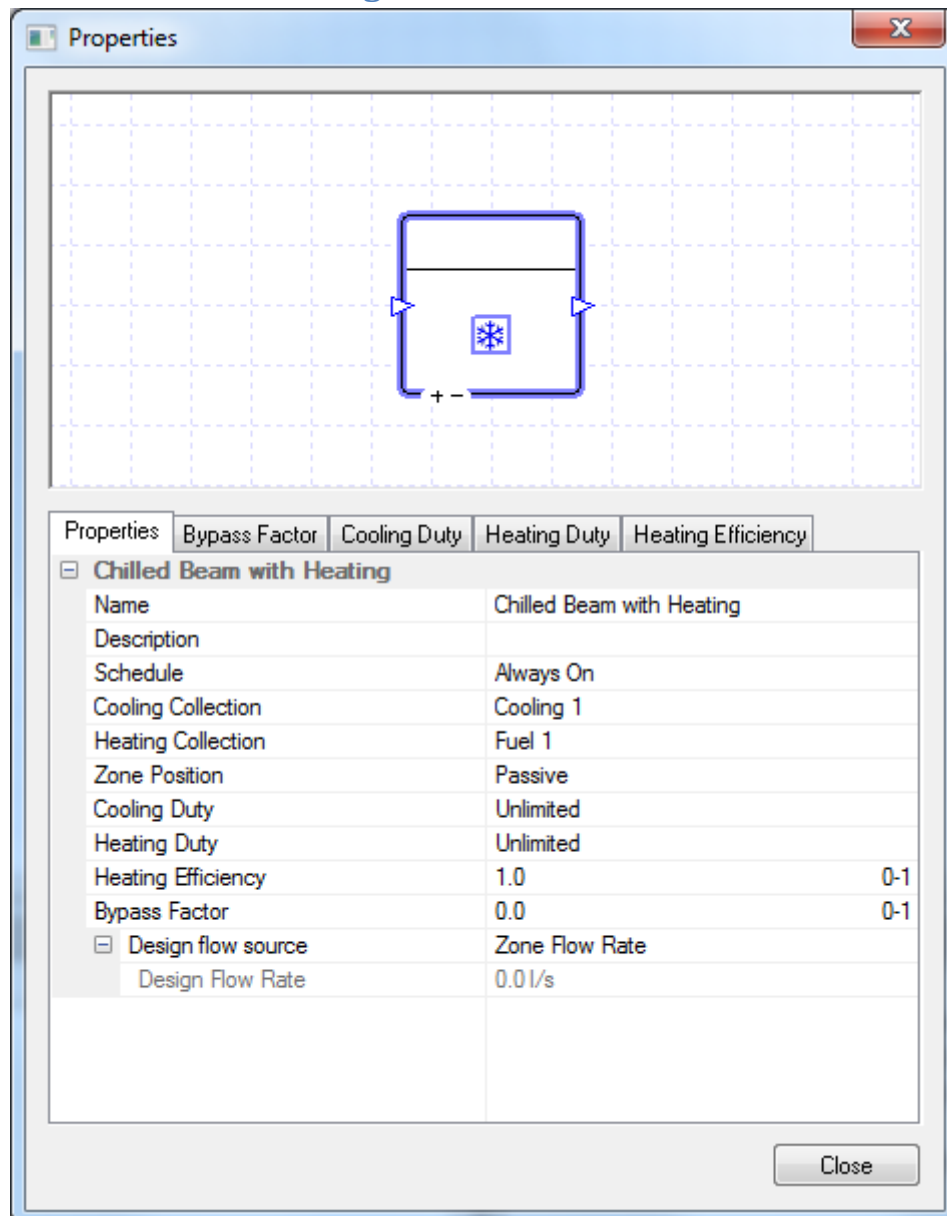 Properties
+ −
Properties Bypass Factor Cooling Duty Heating Duty Heating Efficiency
Chilled Beam with Heating
Name Chilled Beam with Heating
Description
Schedule Always On
Cooling Collection Cooling 1
Heating Collection Fuel 1
Zone Position Passive
Cooling Duty Unlimited
Heating Duty Unlimited
Heating Efficiency 1.0 0-1
Bypass Factor 0.0 0-1
Design flow source Zone Flow Rate
Design Flow Rate 0.0 l/s
Close